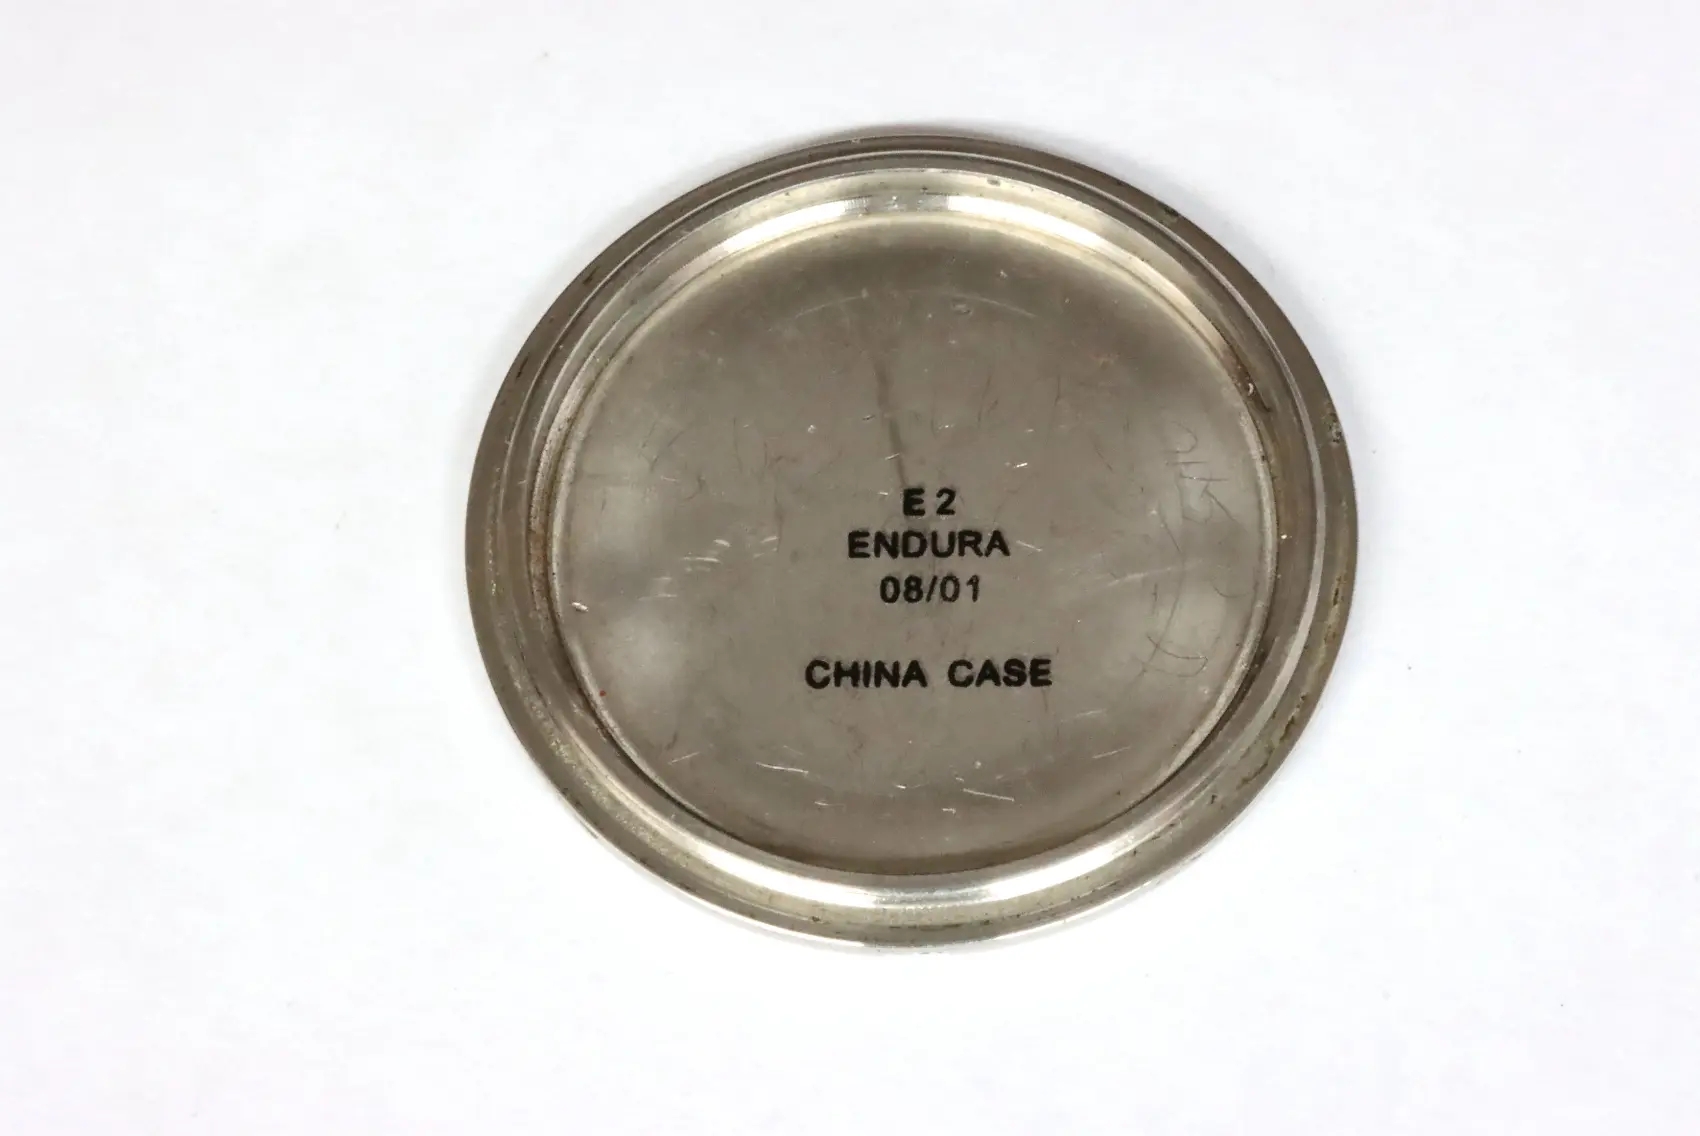 E 2
ENDURA
08/01
CHINA CASE